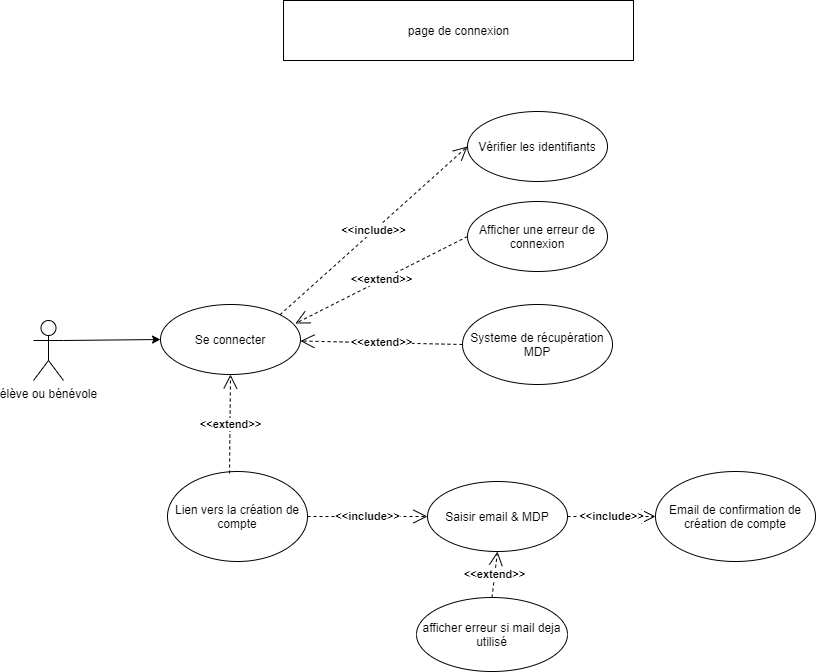 page de connexion
Vérifier les identifiants
<<include>>
Afficher une erreur de
connexion
<<extend>>
Se connecter
<<extend>>
Systeme de récupération
MDP
élève ou bénévole
<<extend>>
Lien vers la création de
compte
<<include>>
Saisir email & MDP
<<include>>
Email de confirmation de
création de compte
<<extend>>
afficher erreur si mail deja
utilisé